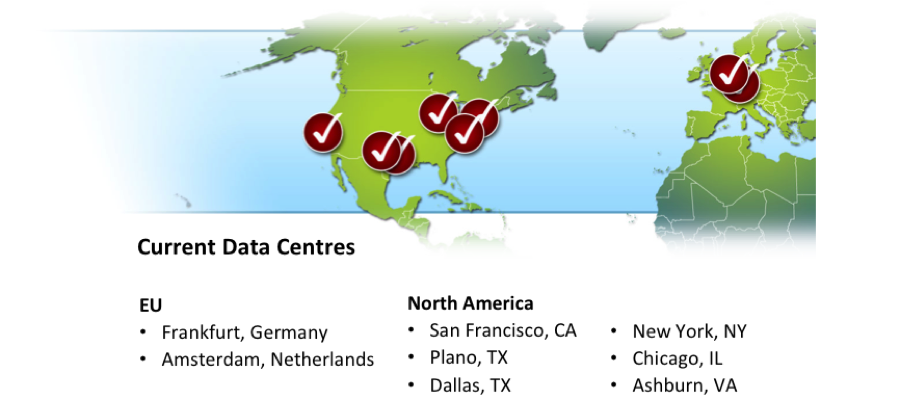 Current Data Centres
EU
• Frankfurt, Germany
• Amsterdam, Netherlands
North America
• San Francisco, CA
• Plano, TX
• Dallas, TX
• New York, NY
• Chicago, IL
• Ashburn, VA